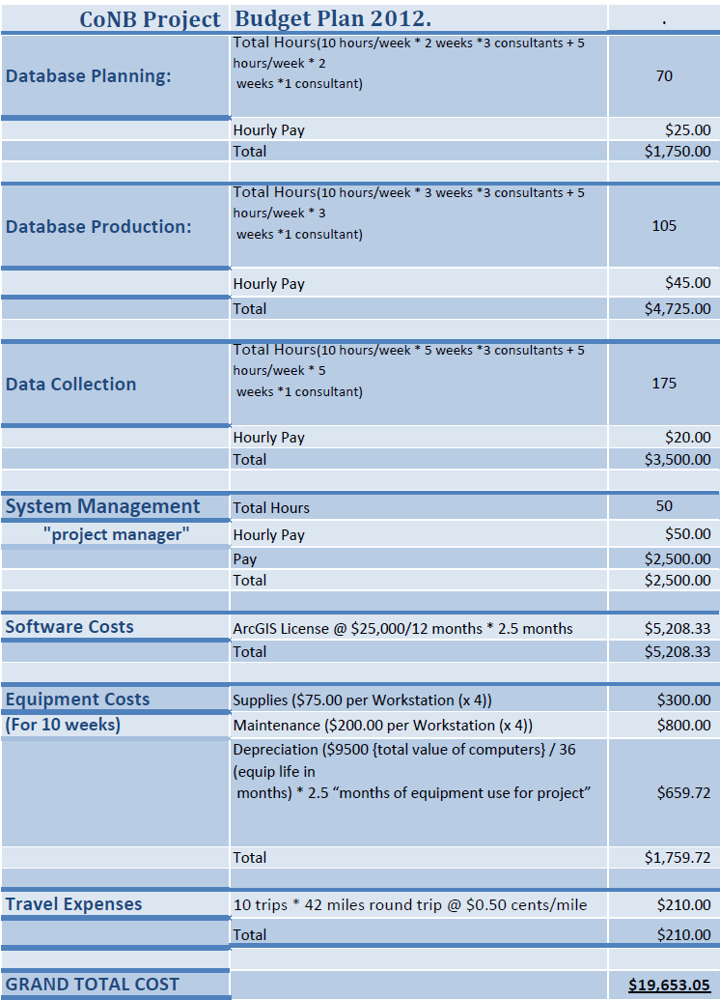 CoNB Project Budget Plan 2012. .
Total Hours(10 hours/week * 2 weeks *3 consultants + 5
hours/week * 2
Database Planning: 70
weeks *1 consultant)
Hourly Pay $25.00
Total $1,750.00
Total Hours(10 hours/week * 3 weeks *3 consultants + 5
hours/week * 3
Database Production: 105
weeks *1 consultant)
Hourly Pay $45.00
Total $4,725.00
Total Hours(10 hours/week * 5 weeks *3 consultants + 5
hours/week * 5
Data Collection 175
weeks *1 consultant)
Hourly Pay $20.00
Total $3,500.00
System Management Total Hours 50
"project manager" Hourly Pay $50.00
Pay $2,500.00
Total $2,500.00
Software Costs ArcGIS License @ $25,000/12 months * 2.5 months $5,208.33
Total $5,208.33
Equipment Costs Supplies ($75.00 per Workstation (x 4)) $300.00
(For 10 weeks) Maintenance ($200.00 per Workstation (x 4)) $800.00
Depreciation ($9500 {total value of computers} / 36
(equip life in
months) * 2.5 “months of equipment use for project” $659.72
Total $1,759.72
Travel Expenses 10 trips * 42 miles round trip @ $0.50 cents/mile $210.00
Total $210.00
GRAND TOTAL COST $19,653.05